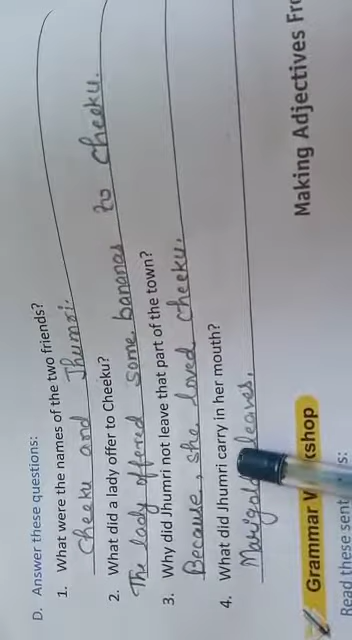 D. Answer these questions:
1. What were the names of the two friends?
Cheeku and Jhumri.
2. What did a lady offer to Cheeku?
The lady offered some bananas to cheeku.
3. Why did Jhumri not leave that part of the town?
Because, she loved cheeku.
4. What did Jhumri carry in her mouth?
Marigold leaves.
Grammar W kshop
Making Adjectives Fro
Read these sent s: